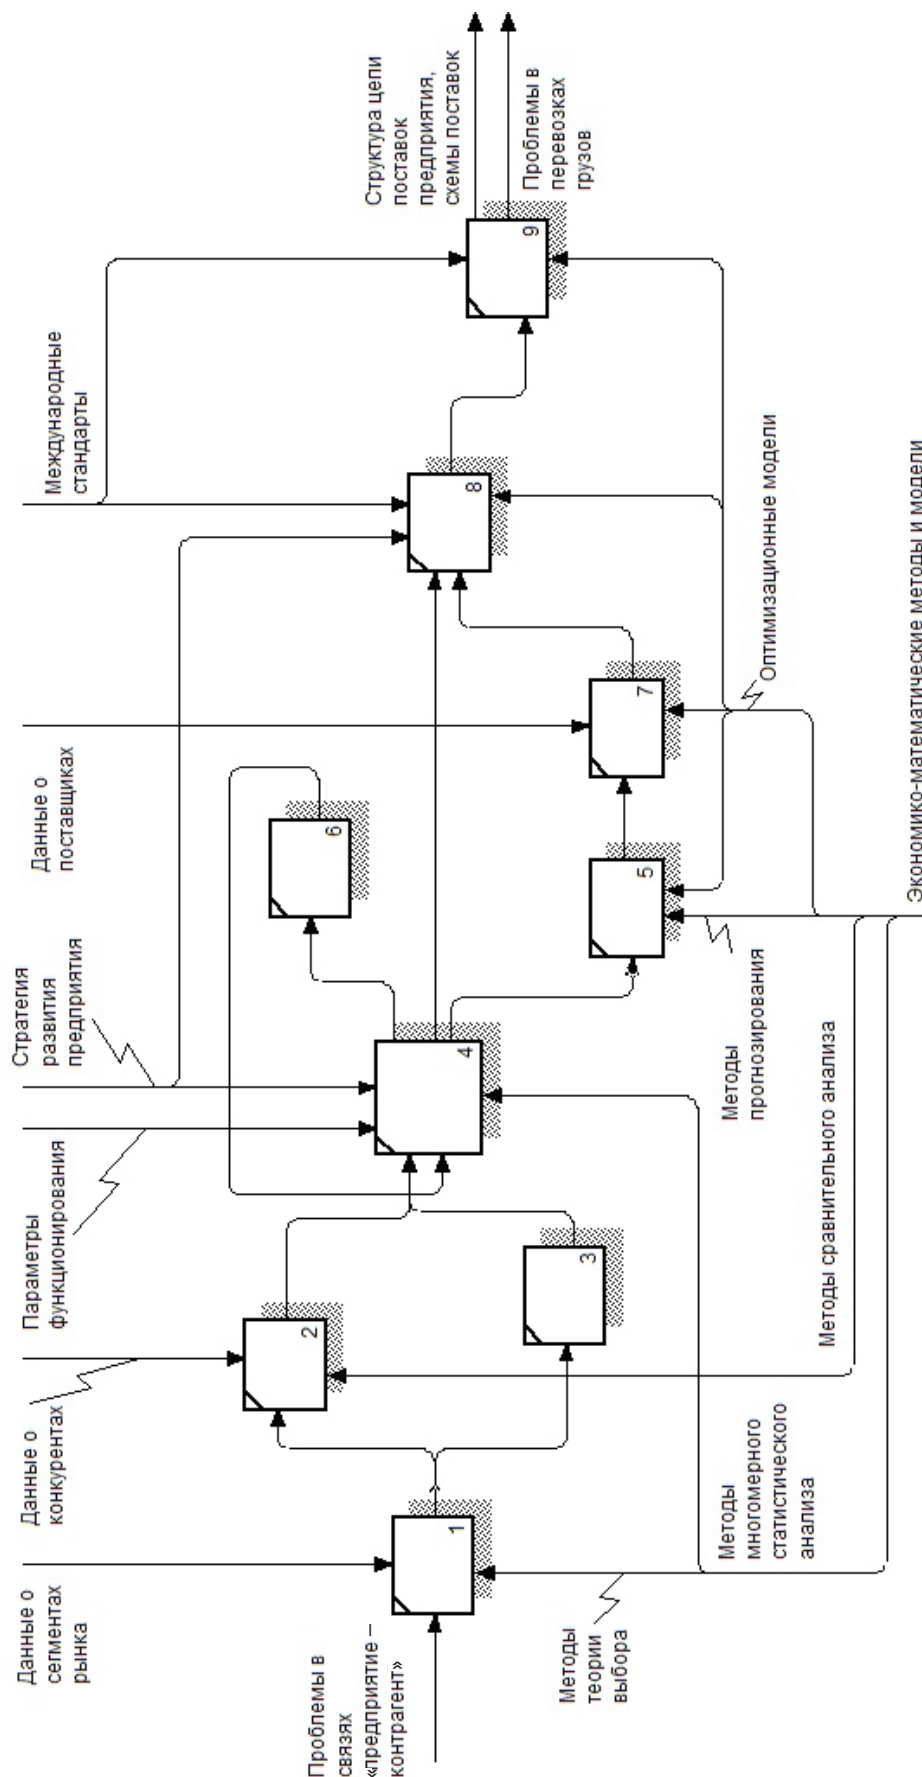 Данные о
сегментах
рынка
Данные о
конкурентах
Параметры
функционирования
Стратегия
развития
предприятия
Данные о
поставщиках
Международные
стандарты
Проблемы в
связях
«предприятие –
контрагент»
1
2
3
4
5
6
7
8
9
Структура цепи
поставок
предприятия,
схемы поставок
Проблемы в
перевозках
грузов
Методы
теории
выбора
Методы
многомерного
статистического
анализа
Методы сравнительного анализа
Методы
прогнозирования
Оптимизационные модели
Экономико-математические методы и модели